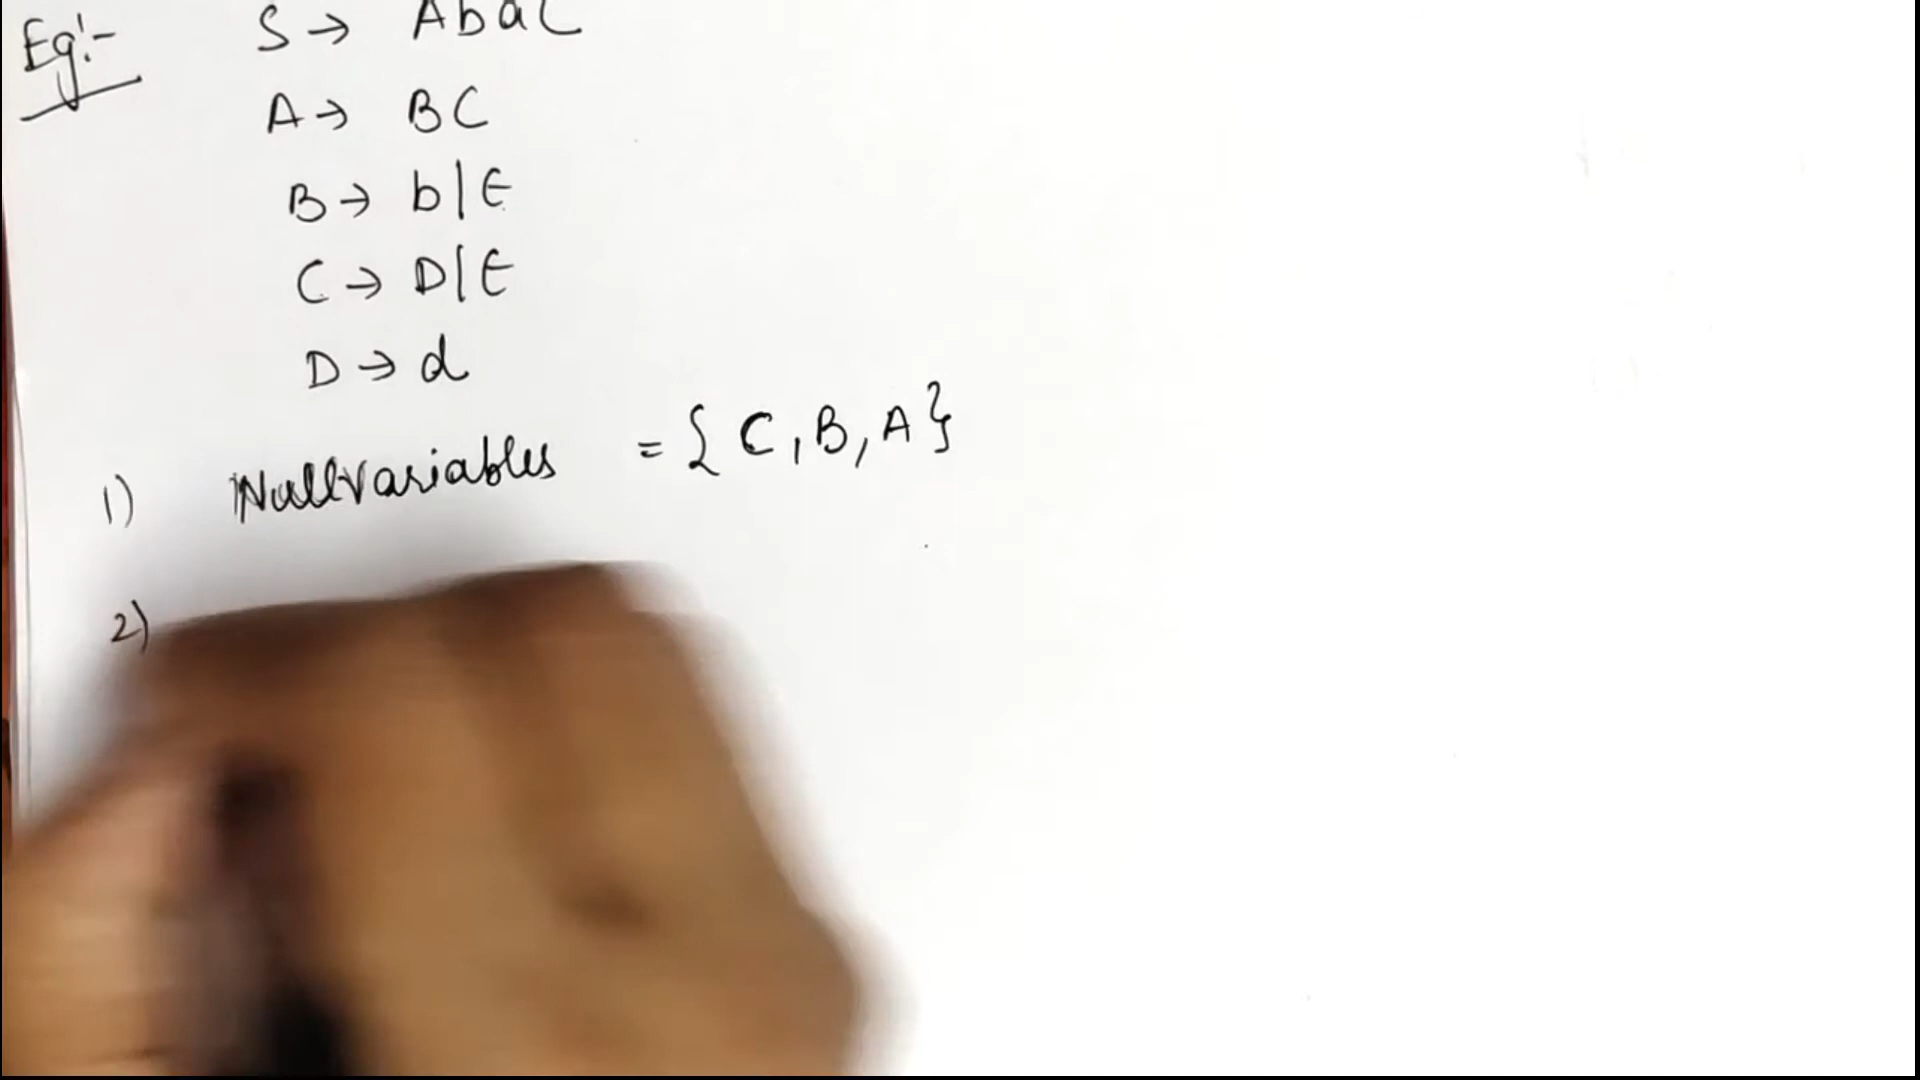 Eg:- S → AbaC
A → BC
B → b|ϵ
C → D|ϵ
D → d
1) Nullvariables = { C, B, A }
2)